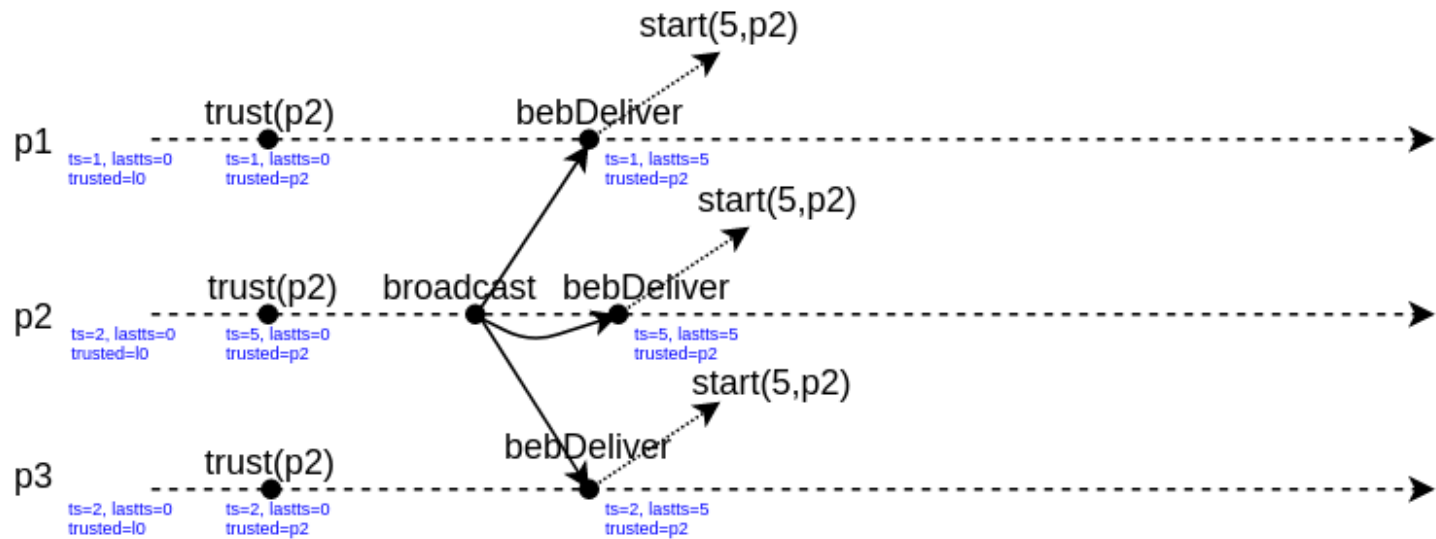 start(5,p2)
trust(p2) bebDeliver
p1
ts=1, lastts=0 ts=1, lastts=0 ts=1, lastts=5
trusted=l0 trusted=p2 trusted=p2
start(5,p2)
trust(p2) broadcast bebDeliver
p2
ts=2, lastts=0 ts=5, lastts=0 ts=5, lastts=5
trusted=l0 trusted=p2 trusted=p2
start(5,p2)
trust(p2) bebDeliver
p3
ts=2, lastts=0 ts=2, lastts=0 ts=2, lastts=5
trusted=l0 trusted=p2 trusted=p2